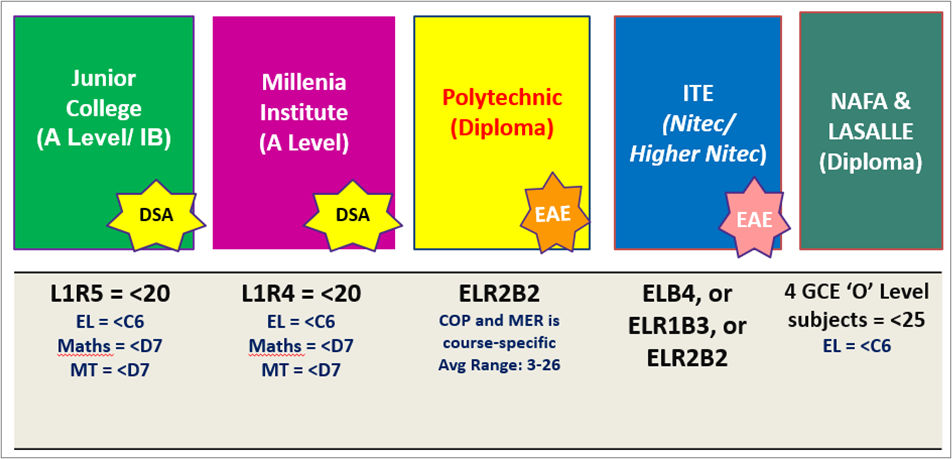 Junior
College
(A Level/ IB)
DSA
Millenia
Institute
(A Level)
DSA
Polytechnic
(Diploma)
EAE
ITE
(Nitec/
Higher Nitec)
EAE
NAFA &
LASALLE
(Diploma)
L1R5 = <20
EL = <C6
Maths = <D7
MT = <D7
L1R4 = <20
EL = <C6
Maths = <D7
MT = <D7
ELR2B2
COP and MER is
course-specific
Avg Range: 3-26
ELB4, or
ELR1B3, or
ELR2B2
4 GCE ‘O’ Level
subjects = <25
EL = <C6